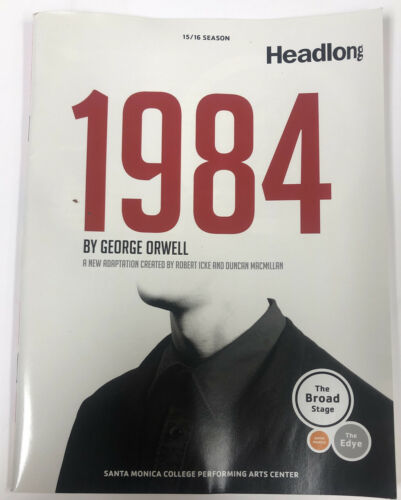 15/16 SEASON
Headlong
1984
BY GEORGE ORWELL
A NEW ADAPTATION CREATED BY ROBERT ICKE AND DUNCAN MACMILLAN
The
Broad
Stage
The
Edye
SANTA MONICA COLLEGE PERFORMING ARTS CENTER